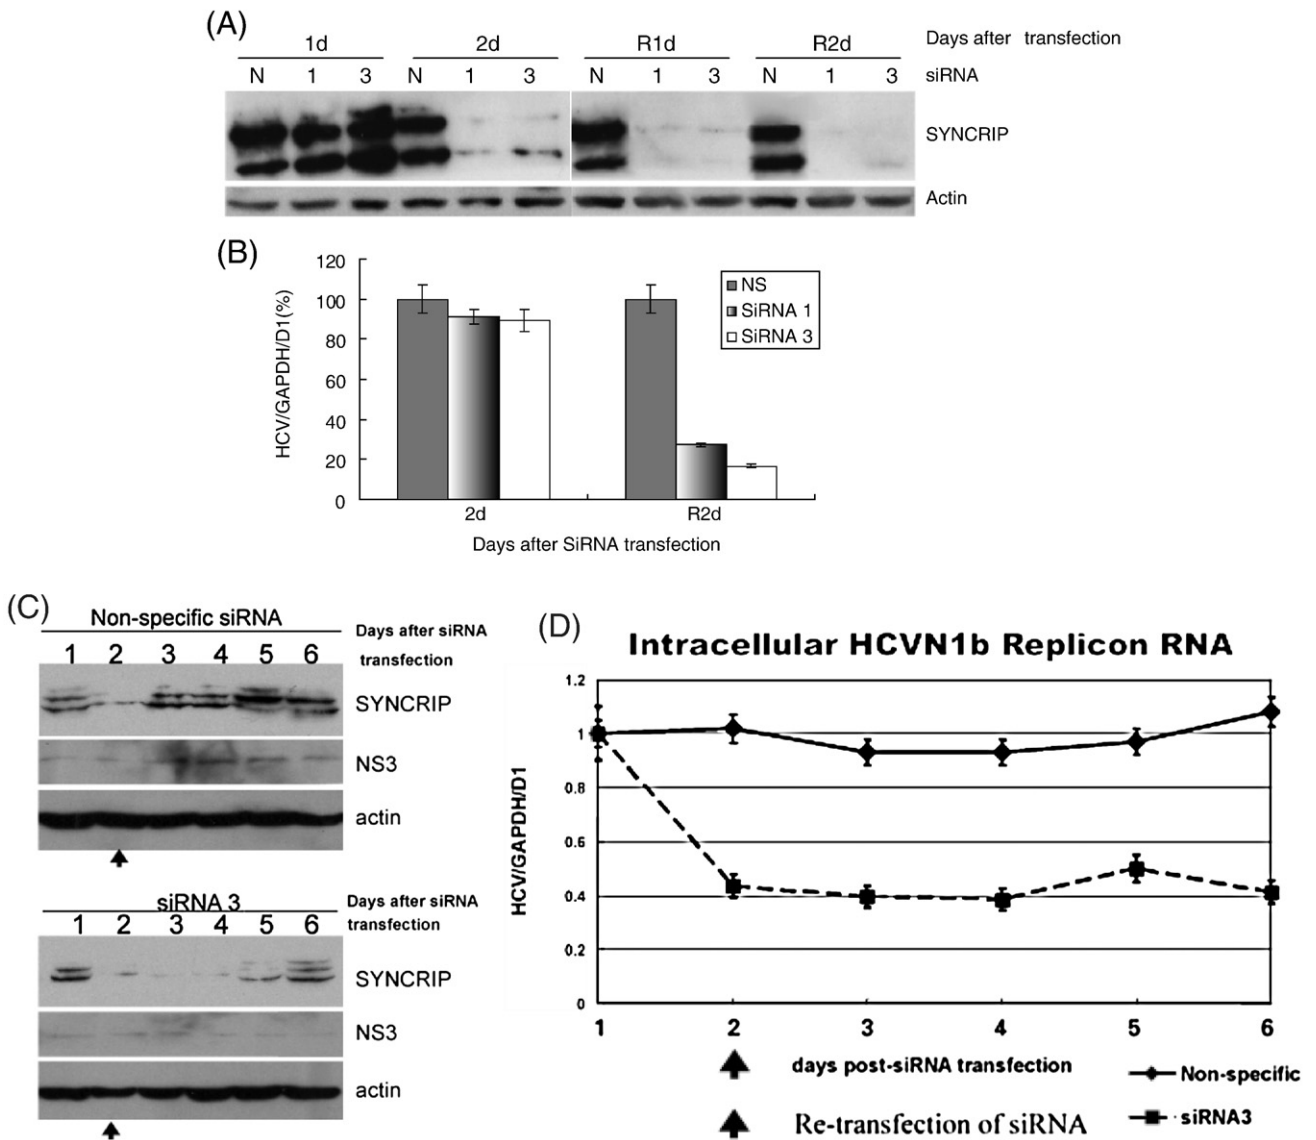 (A)
1d 2d R1d R2d Days after transfection
N 1 3 N 1 3 N 1 3 N 1 3 siRNA
SYNCRIP
Actin
(B)
HCV/GAPDH/D1(%)
120
100
80
60
40
20
0
NS
SiRNA 1
SiRNA 3
2d R2d
Days after SiRNA transfection
(C)
Non-specific siRNA
Days after siRNA
transfection
1 2 3 4 5 6
SYNCRIP
NS3
actin
siRNA 3
Days after siRNA
transfection
1 2 3 4 5 6
SYNCRIP
NS3
actin
(D)
Intracellular HCVN1b Replicon RNA
HCV/GAPDH/D1
1.2
1
0.8
0.6
0.4
0.2
0
1 2 3 4 5 6
days post-siRNA transfection
Non-specific
siRNA3
Re-transfection of siRNA